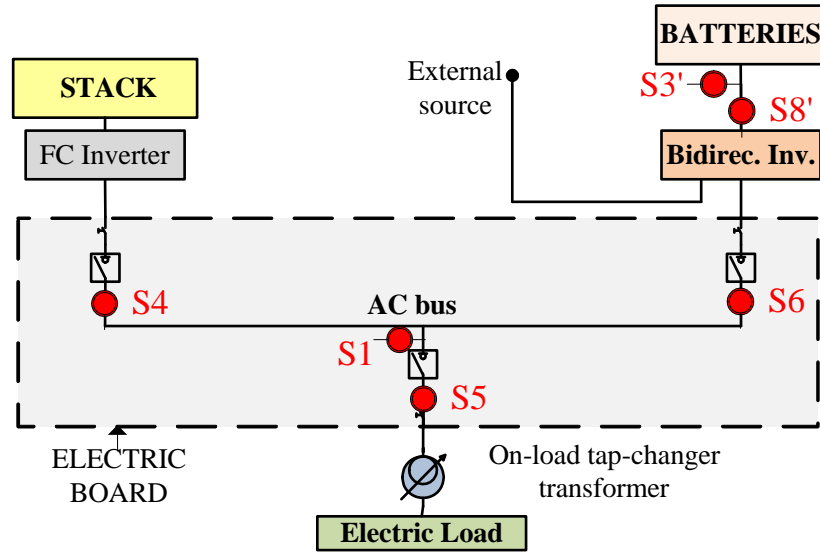 BATTERIES
STACK
External
source
S3'
S8'
FC Inverter
Bidirec. Inv.
S4
AC bus
S6
S1
S5
ELECTRIC
BOARD
On-load tap-changer
transformer
Electric Load